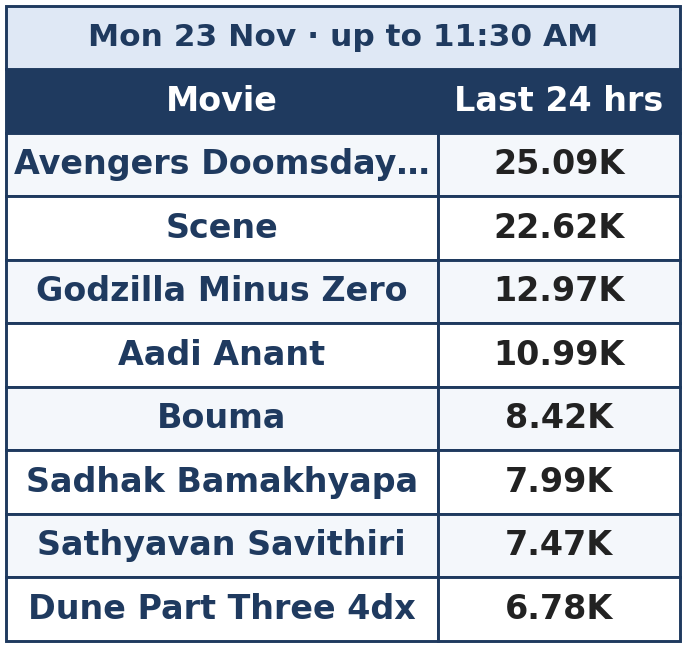 Mon 23 Nov · up to 11:30 AM
Movie Last 24 hrs
Avengers Doomsday... 25.09K
Scene 22.62K
Godzilla Minus Zero 12.97K
Aadi Anant 10.99K
Bouma 8.42K
Sadhak Bamakhyapa 7.99K
Sathyavan Savithiri 7.47K
Dune Part Three 4dx 6.78K